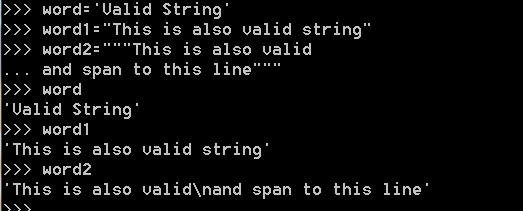 >>> word='Valid String'
>>> word1="This is also valid string"
>>> word2="""This is also valid
... and span to this line"""
>>> word
'Valid String'
>>> word1
'This is also valid string'
>>> word2
'This is also valid\nand span to this line'
>>>